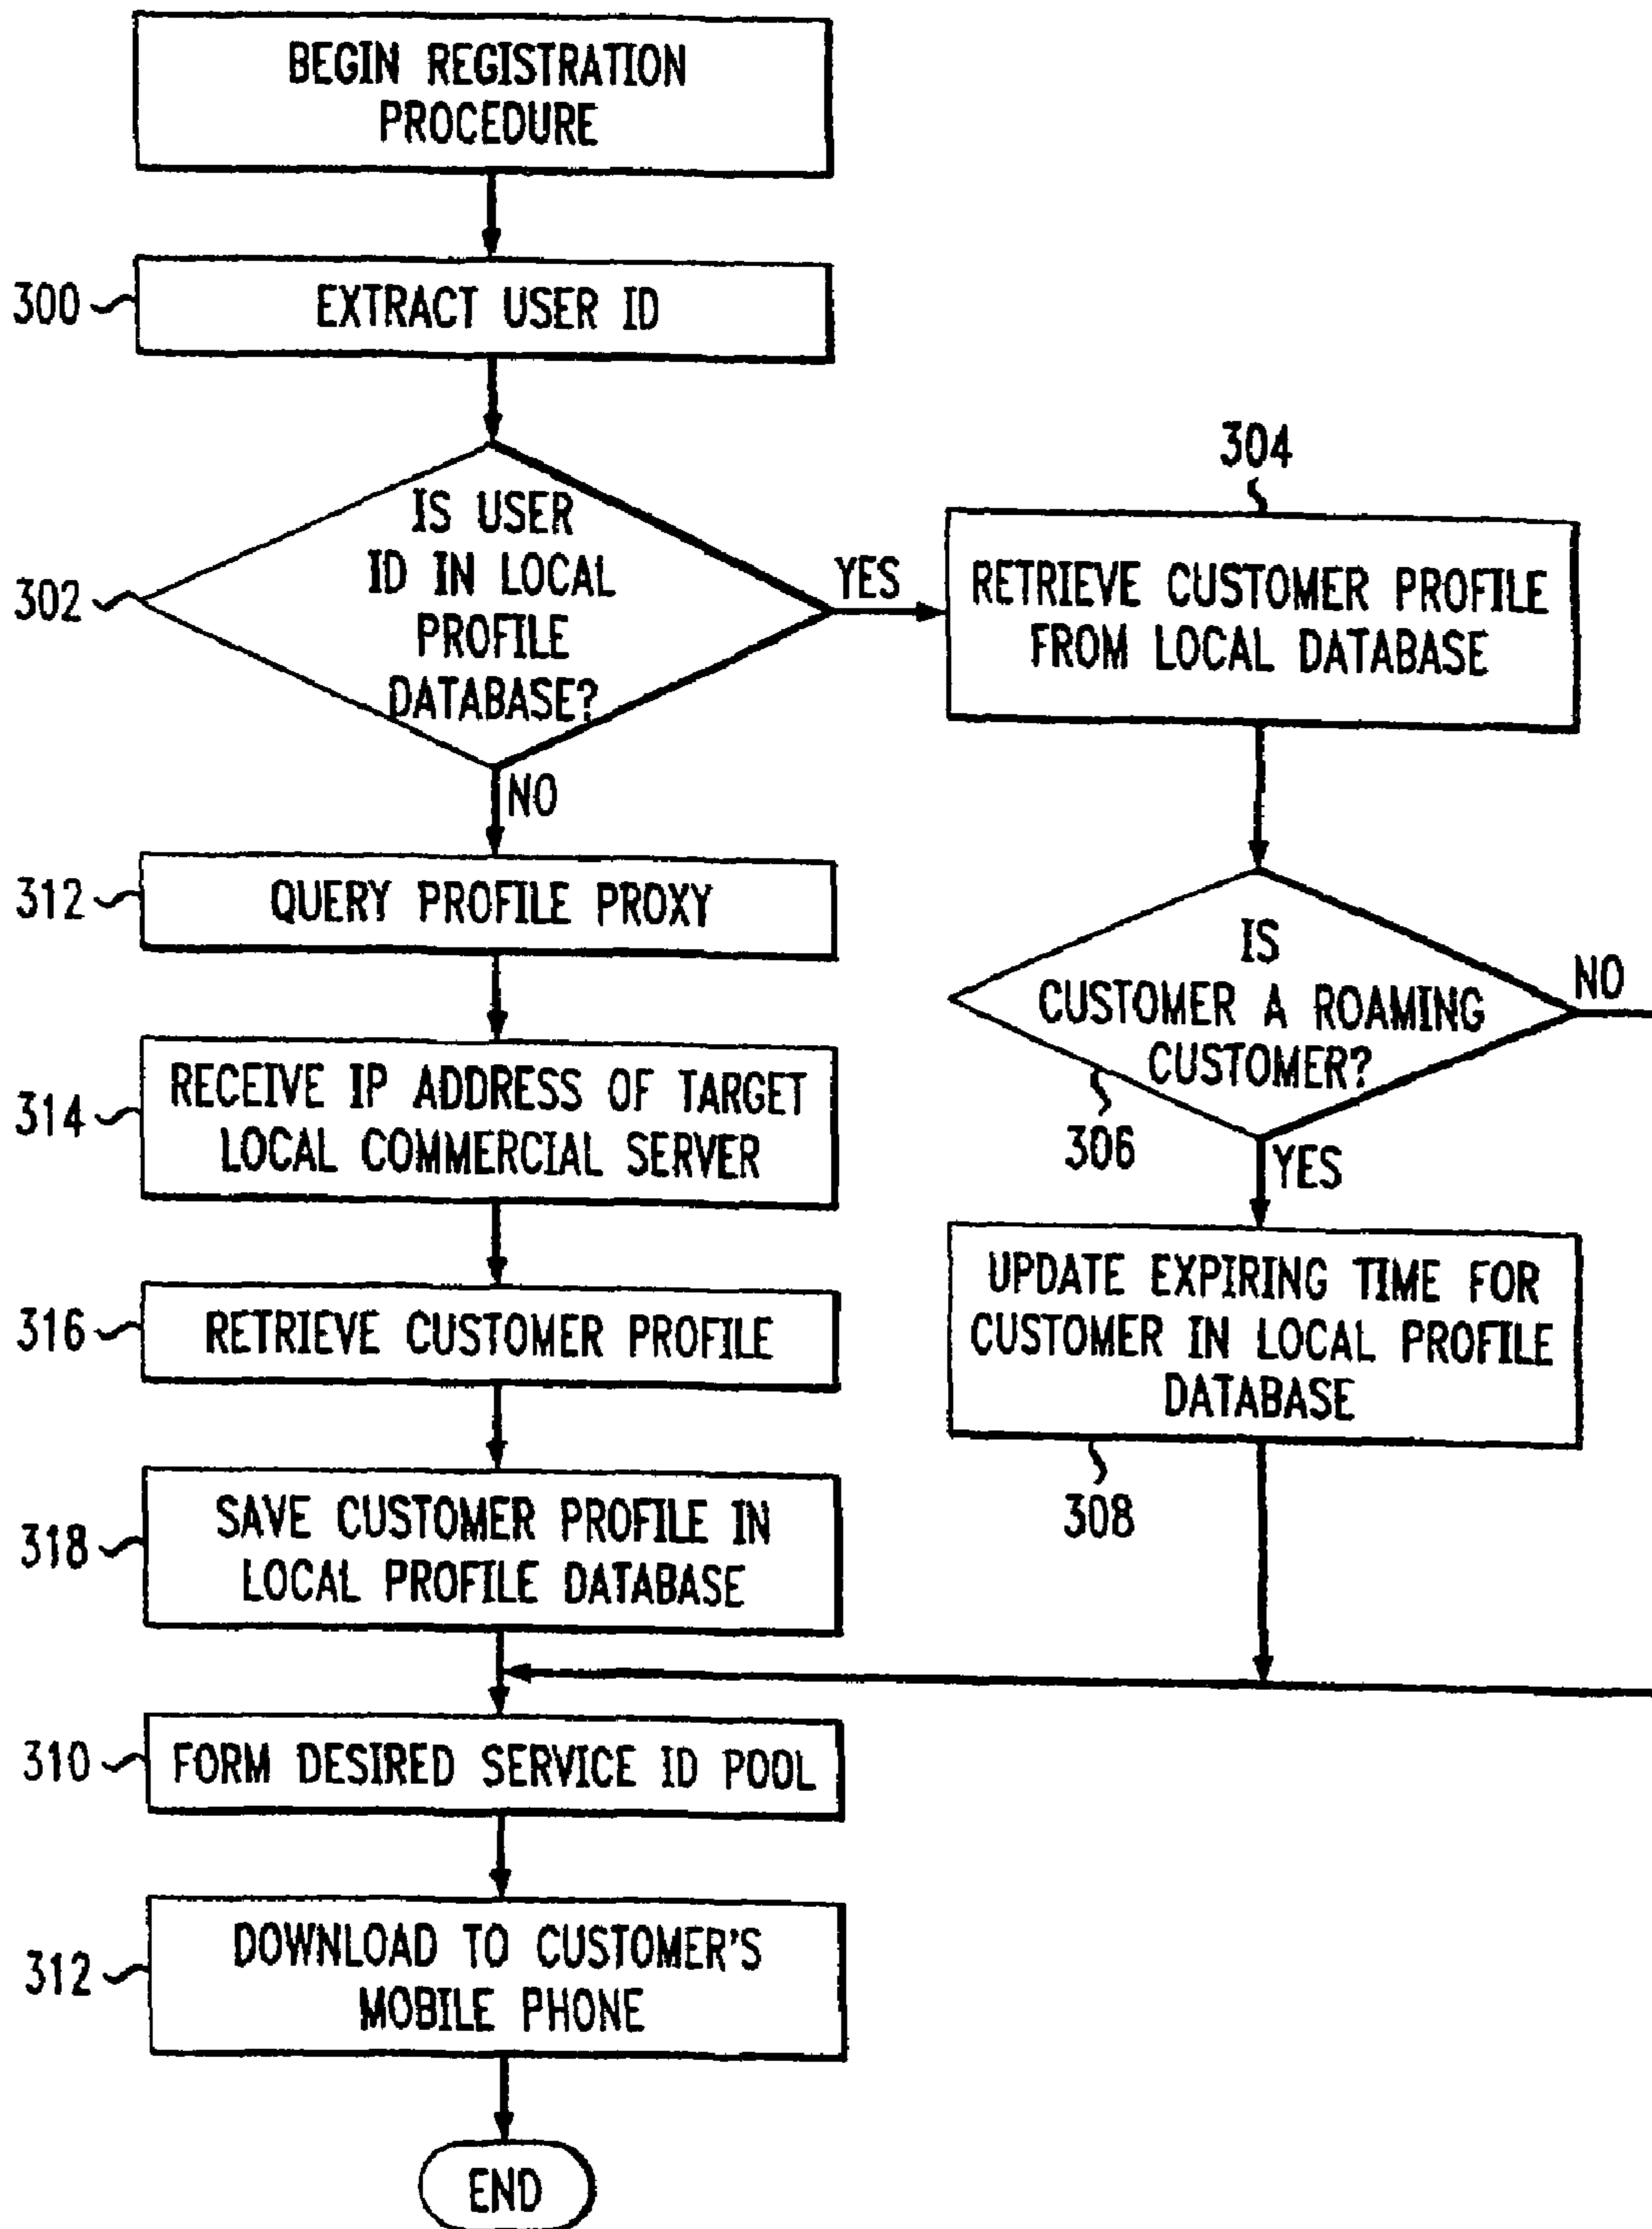 BEGIN REGISTRATION
PROCEDURE
300
EXTRACT USER ID
302
IS USER
ID IN LOCAL
PROFILE
DATABASE?
YES
NO
304
RETRIEVE CUSTOMER PROFILE
FROM LOCAL DATABASE
IS
CUSTOMER A ROAMING
CUSTOMER?
306
NO
YES
UPDATE EXPIRING TIME FOR
CUSTOMER IN LOCAL PROFILE
DATABASE
308
312
QUERY PROFILE PROXY
314
RECEIVE IP ADDRESS OF TARGET
LOCAL COMMERCIAL SERVER
316
RETRIEVE CUSTOMER PROFILE
318
SAVE CUSTOMER PROFILE IN
LOCAL PROFILE DATABASE
310
FORM DESIRED SERVICE ID POOL
312
DOWNLOAD TO CUSTOMER'S
MOBILE PHONE
END